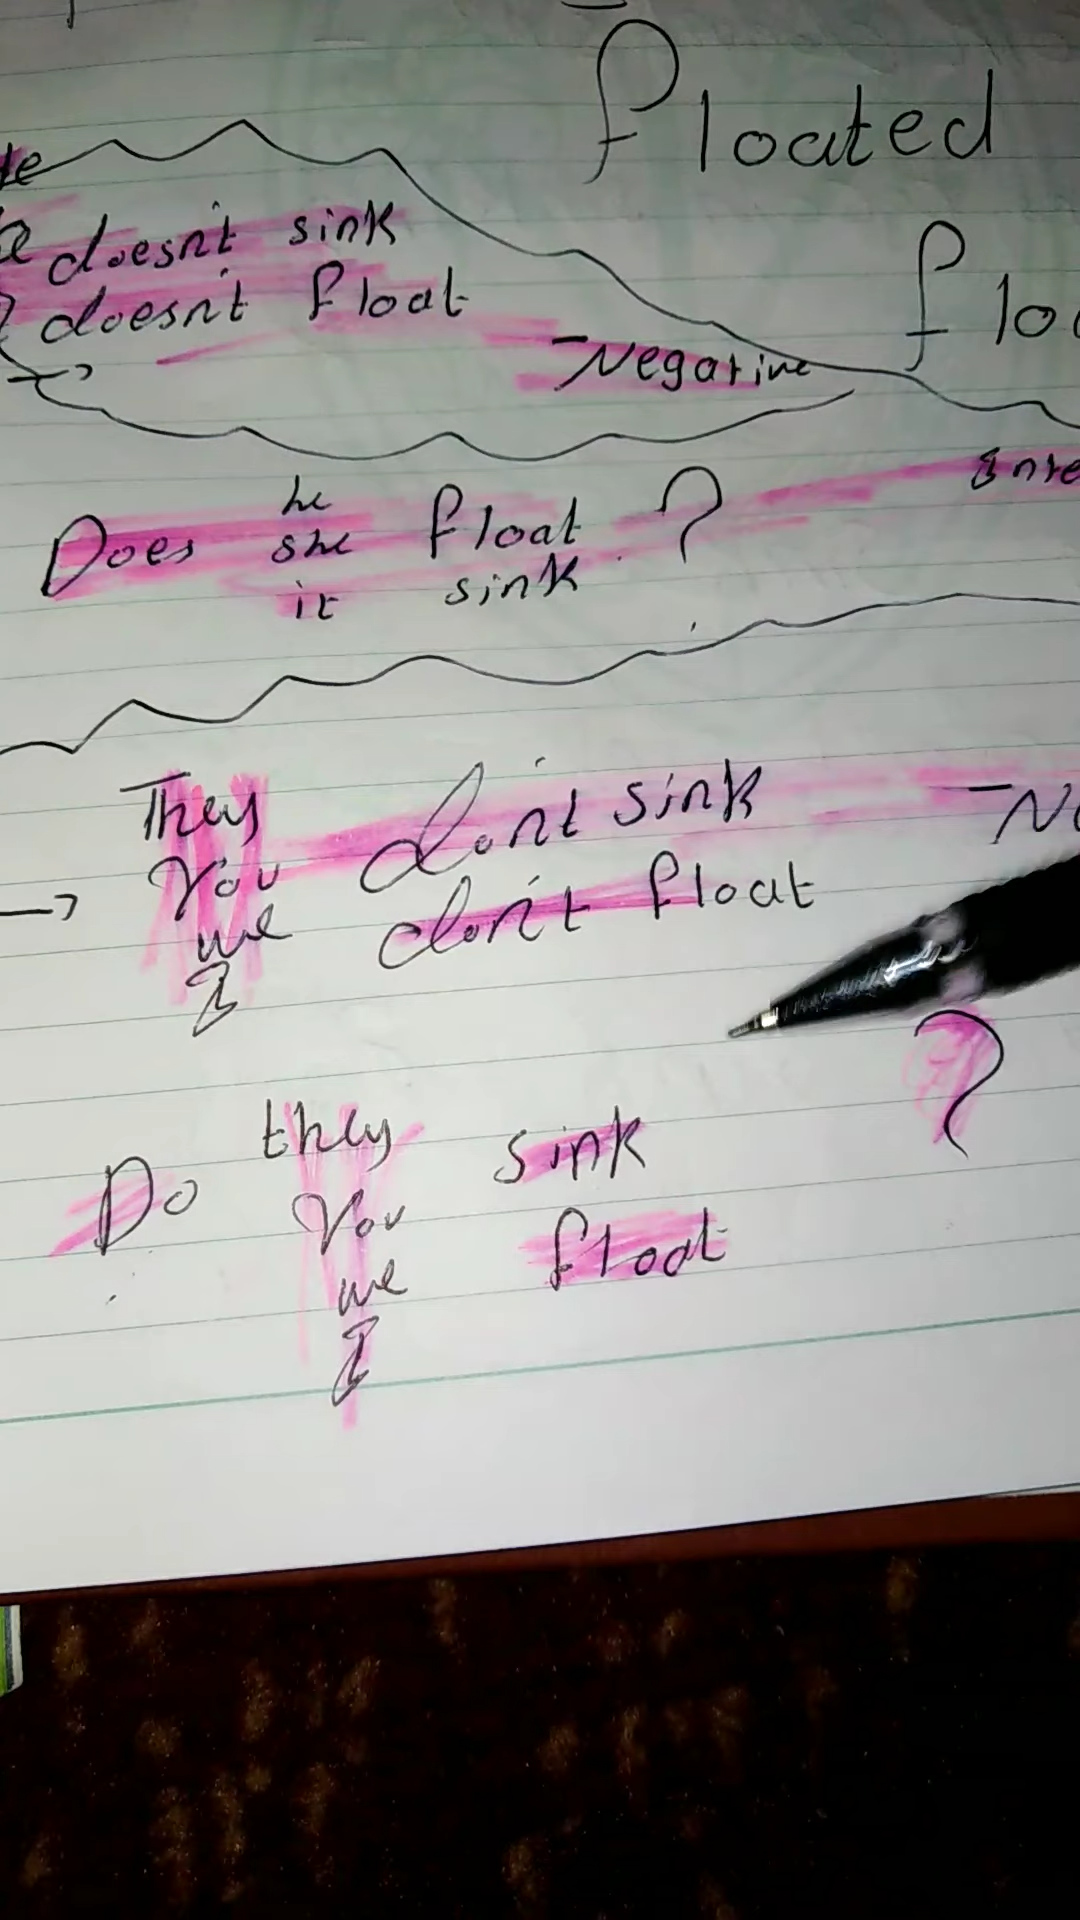 floated
doesn't sink
doesn't float
Negative
Does he she it float sink ?
They
You
we
I
don't sink
don't float
Do they
You
we
I
sink
float
?